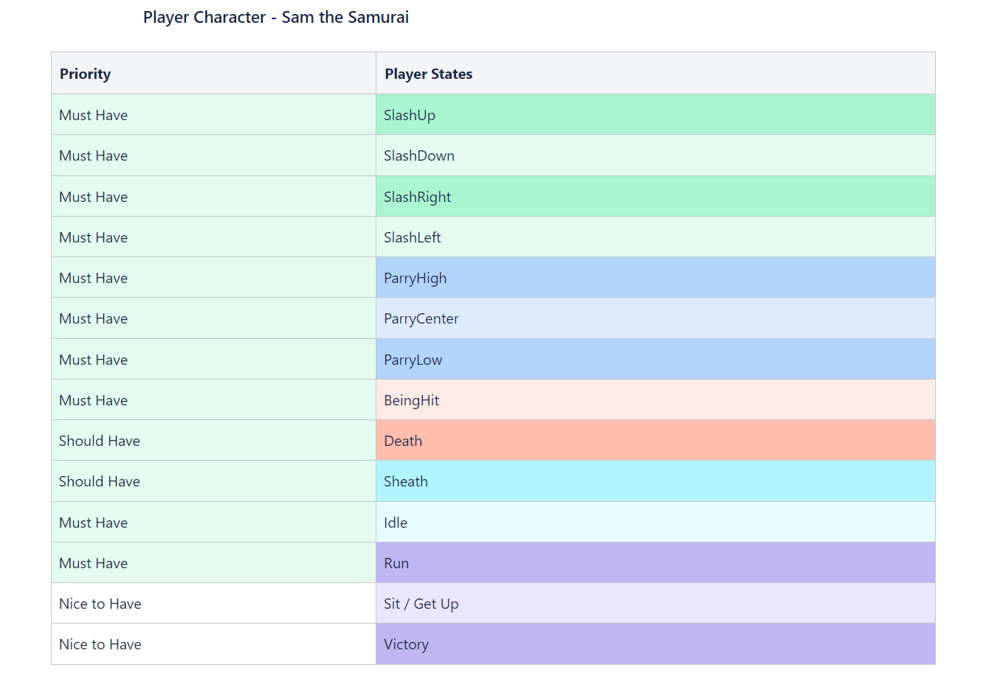 Player Character - Sam the Samurai
Priority Player States
Must Have SlashUp
Must Have SlashDown
Must Have SlashRight
Must Have SlashLeft
Must Have ParryHigh
Must Have ParryCenter
Must Have ParryLow
Must Have BeingHit
Should Have Death
Should Have Sheath
Must Have Idle
Must Have Run
Nice to Have Sit / Get Up
Nice to Have Victory